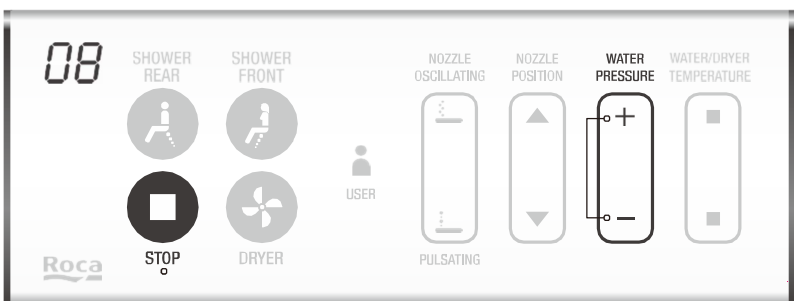 08
SHOWER
REAR
SHOWER
FRONT
NOZZLE
OSCILLATING
NOZZLE
POSITION
WATER
PRESSURE
WATER/DRYER
TEMPERATURE
USER
STOP
DRYER
PULSATING
Roca